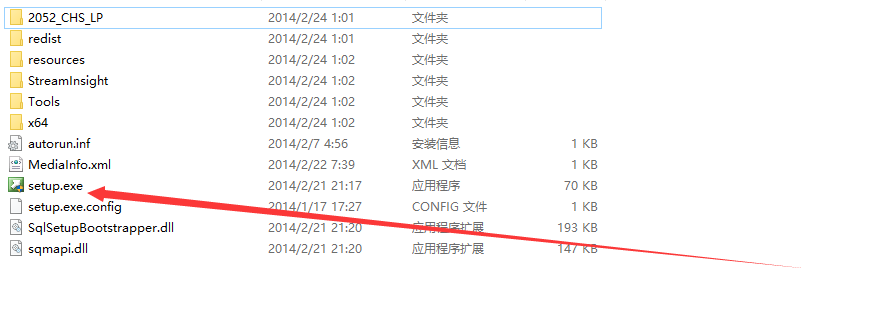 2052_CHS_LP 2014/2/24 1:01 文件夹
redist 2014/2/24 1:01 文件夹
resources 2014/2/24 1:02 文件夹
StreamInsight 2014/2/24 1:02 文件夹
Tools 2014/2/24 1:02 文件夹
x64 2014/2/24 1:02 文件夹
autorun.inf 2014/2/7 4:56 安装信息 1 KB
MediaInfo.xml 2014/2/22 7:39 XML 文档 1 KB
setup.exe 2014/2/21 21:17 应用程序 70 KB
setup.exe.config 2014/1/17 17:27 CONFIG 文件 1 KB
SqlSetupBootstrapper.dll 2014/2/21 21:20 应用程序扩展 193 KB
sqmapi.dll 2014/2/21 21:20 应用程序扩展 147 KB